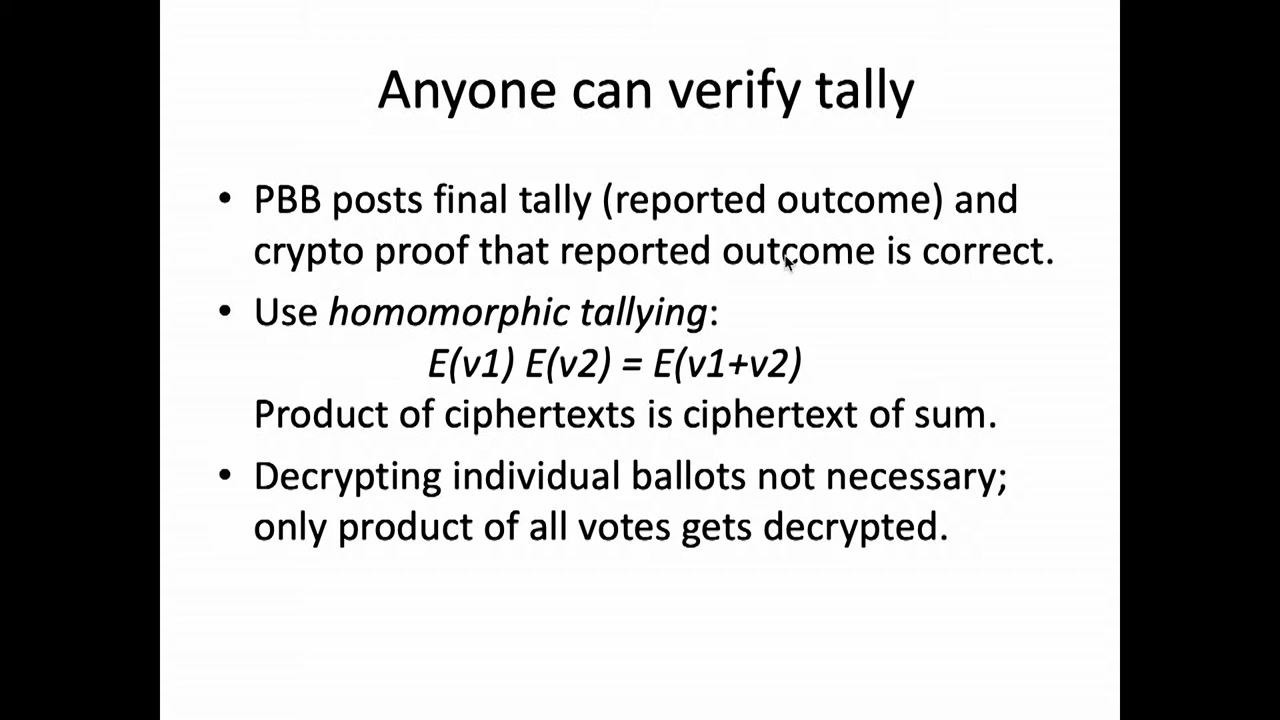 Anyone can verify tally
• PBB posts final tally (reported outcome) and
crypto proof that reported outcome is correct.
• Use homomorphic tallying:
E(v1) E(v2) = E(v1+v2)
Product of ciphertexts is ciphertext of sum.
• Decrypting individual ballots not necessary;
only product of all votes gets decrypted.